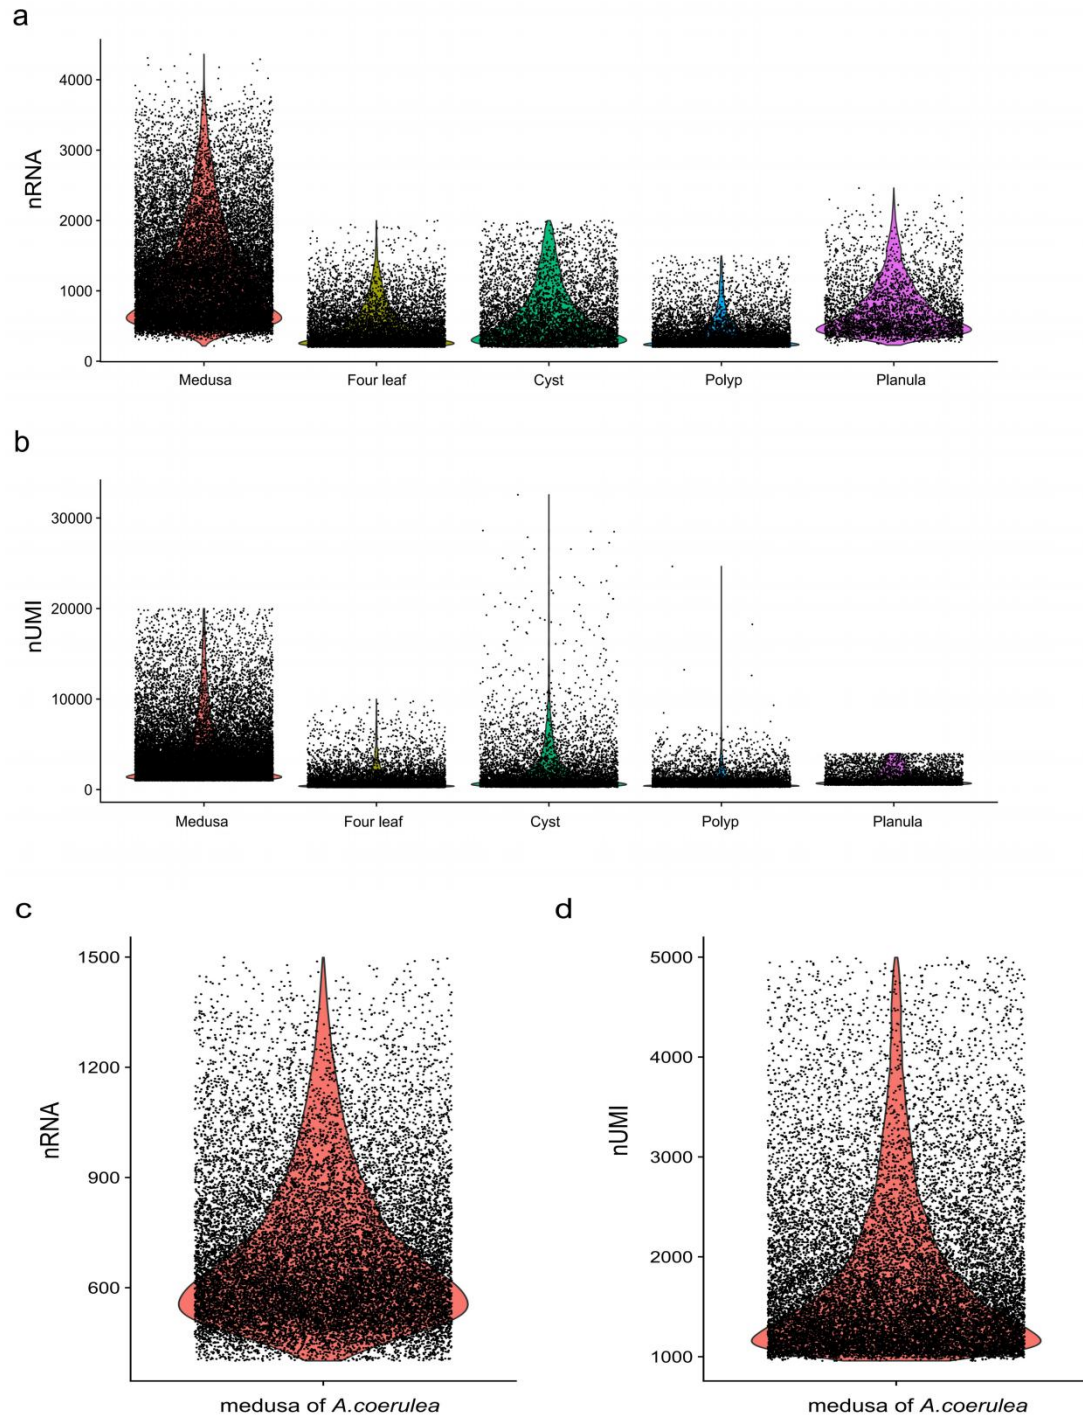 a
nRNA
4000
3000
2000
1000
0
Medusa Four leaf Cyst Polyp Planula
b
nUMI
30000
20000
10000
0
Medusa Four leaf Cyst Polyp Planula
c
nRNA
1500
1200
900
600
medusa of A.coerulea
d
nUMI
5000
4000
3000
2000
1000
medusa of A.coerulea